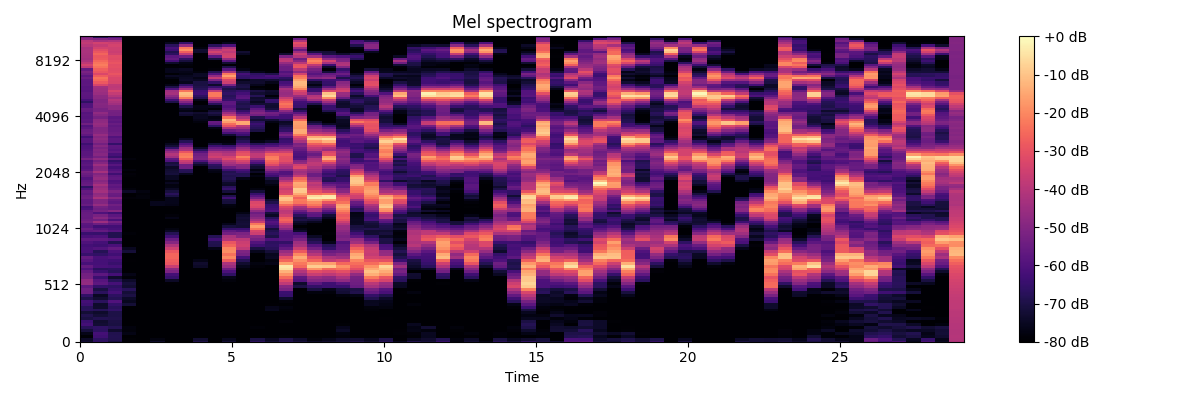 Mel spectrogram
8192
4096
2048
1024
512
0
Hz
0 5 10 15 20 25
Time
+0 dB
-10 dB
-20 dB
-30 dB
-40 dB
-50 dB
-60 dB
-70 dB
-80 dB